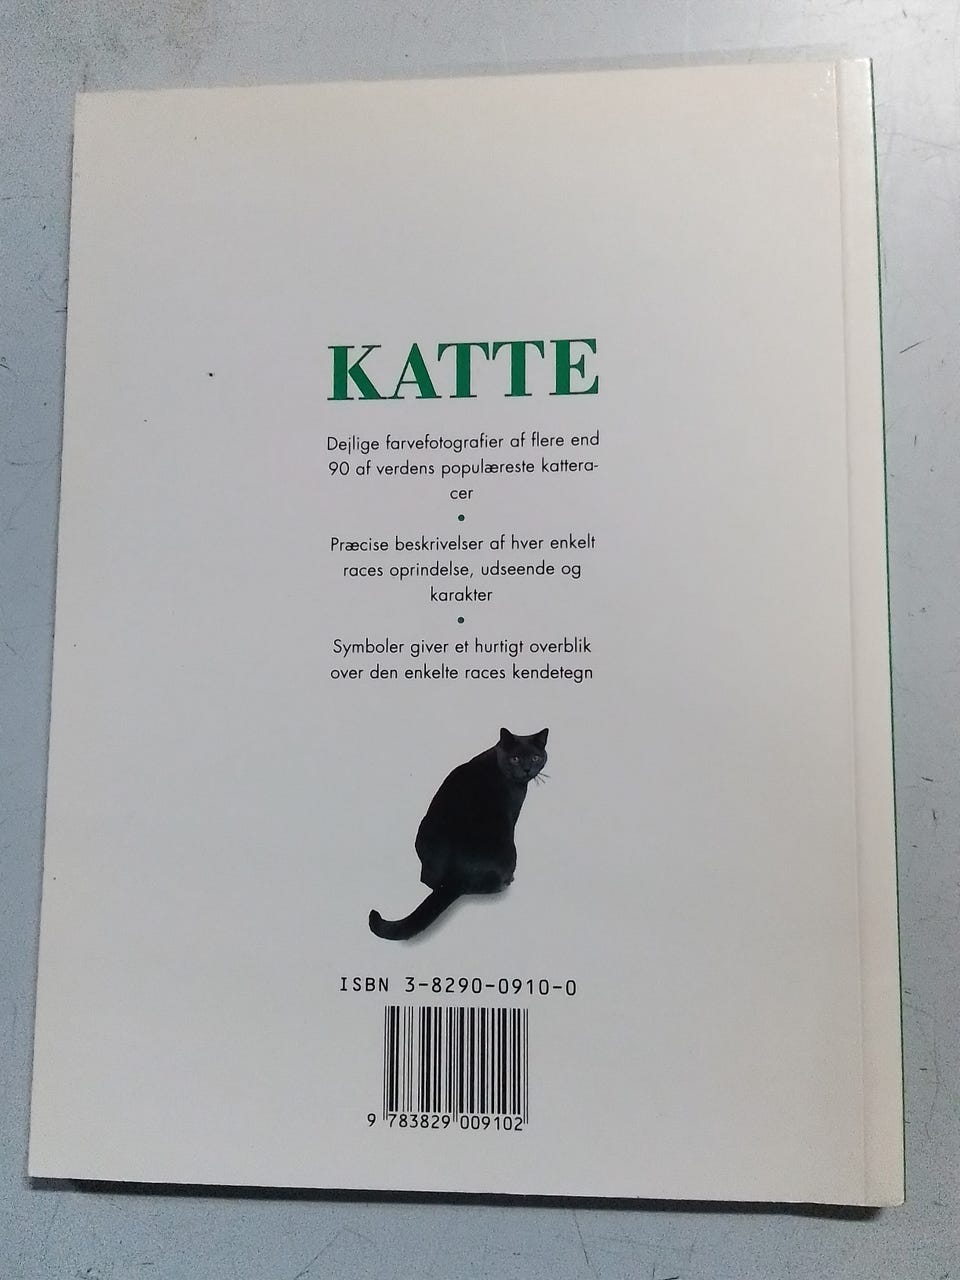 KATTE
Dejlige farvefotografier af flere end
90 af verdens populæreste kattera-
cer
•
Præcise beskrivelser af hver enkelt
races oprindelse, udseende og
karakter
•
Symboler giver et hurtigt overblik
over den enkelte races kendetegn
ISBN 3-8290-0910-0
9 783829 009102